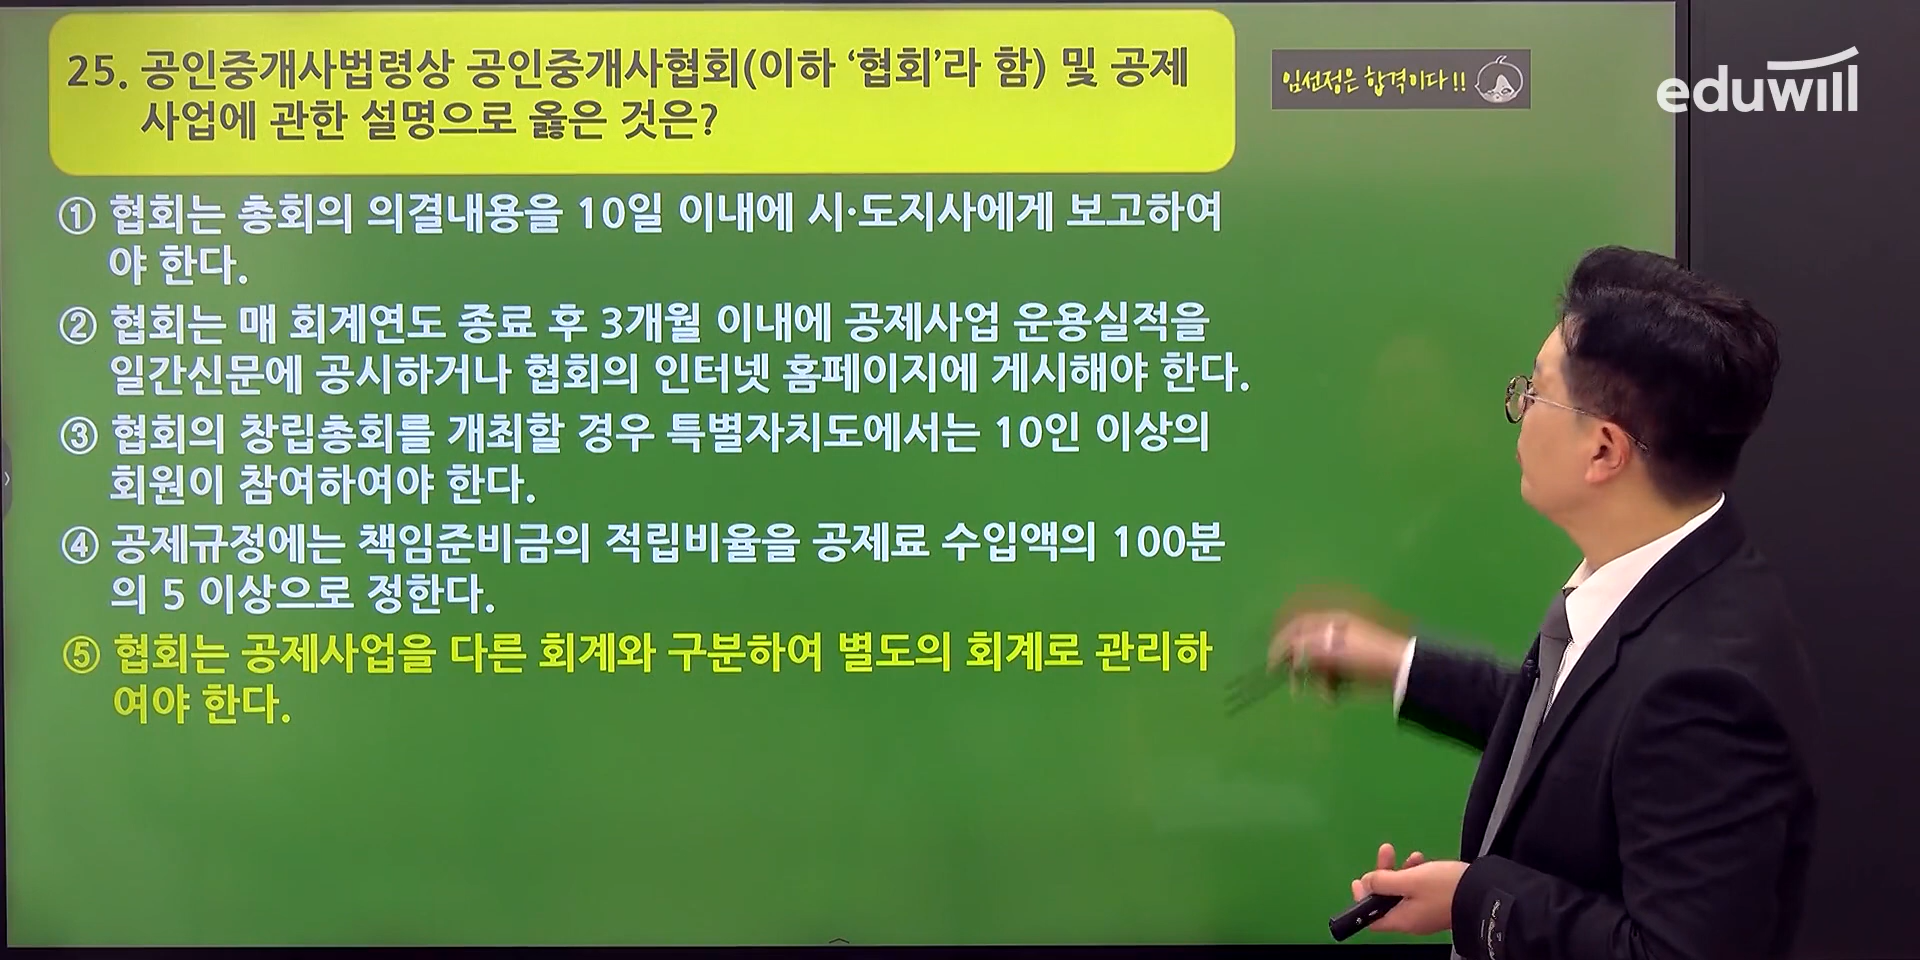 25. 공인중개사법령상 공인중개사협회(이하 ‘협회’라 함) 및 공제
사업에 관한 설명으로 옳은 것은?
임선정은 합격이다!!
eduwill
① 협회는 총회의 의결내용을 10일 이내에 시·도지사에게 보고하여
야 한다.
② 협회는 매 회계연도 종료 후 3개월 이내에 공제사업 운용실적을
일간신문에 공시하거나 협회의 인터넷 홈페이지에 게시해야 한다.
③ 협회의 창립총회를 개최할 경우 특별자치도에서는 10인 이상의
회원이 참여하여야 한다.
④ 공제규정에는 책임준비금의 적립비율을 공제료 수입액의 100분
의 5 이상으로 정한다.
⑤ 협회는 공제사업을 다른 회계와 구분하여 별도의 회계로 관리하
여야 한다.